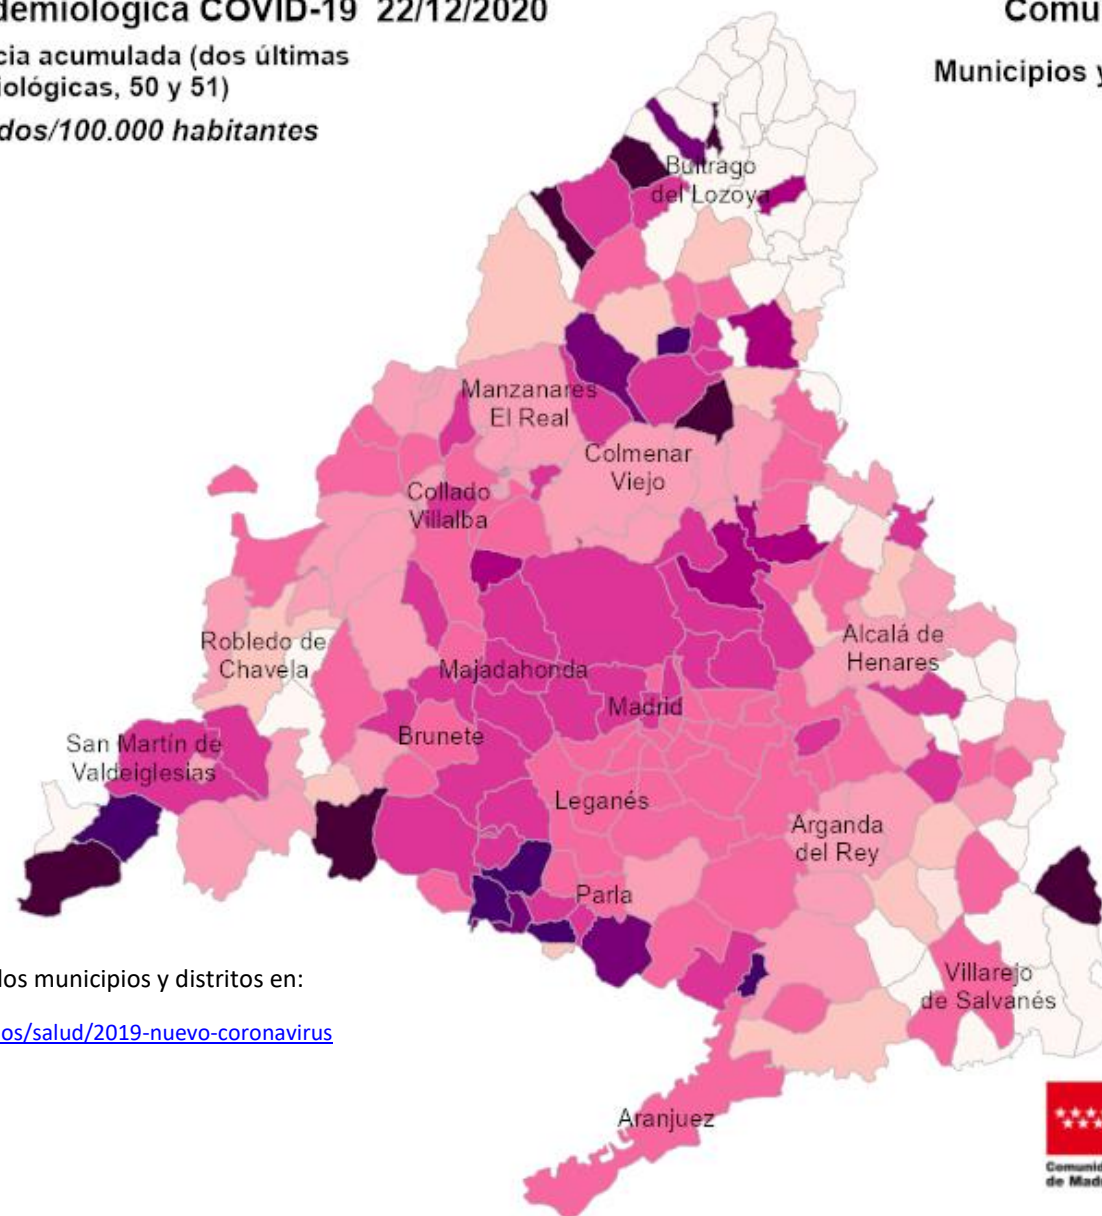 demiológica COVID-19 22/12/2020
cia acumulada (dos últimas
iológicas, 50 y 51)
dos/100.000 habitantes
Comu
Municipios y
Buitrago
del Lozoya
Manzanares
El Real
Colmenar
Viejo
Collado
Villalba
Robledo de
Chavela
Alcalá de
Henares
Majadahonda
Madrid
Brunete
San Martín de
Valdeiglesias
Leganés
Arganda
del Rey
Parla
Villarejo
de Salvanés
los municipios y distritos en:
os/salud/2019-nuevo-coronavirus
Aranjuez
Comunid
de Madr